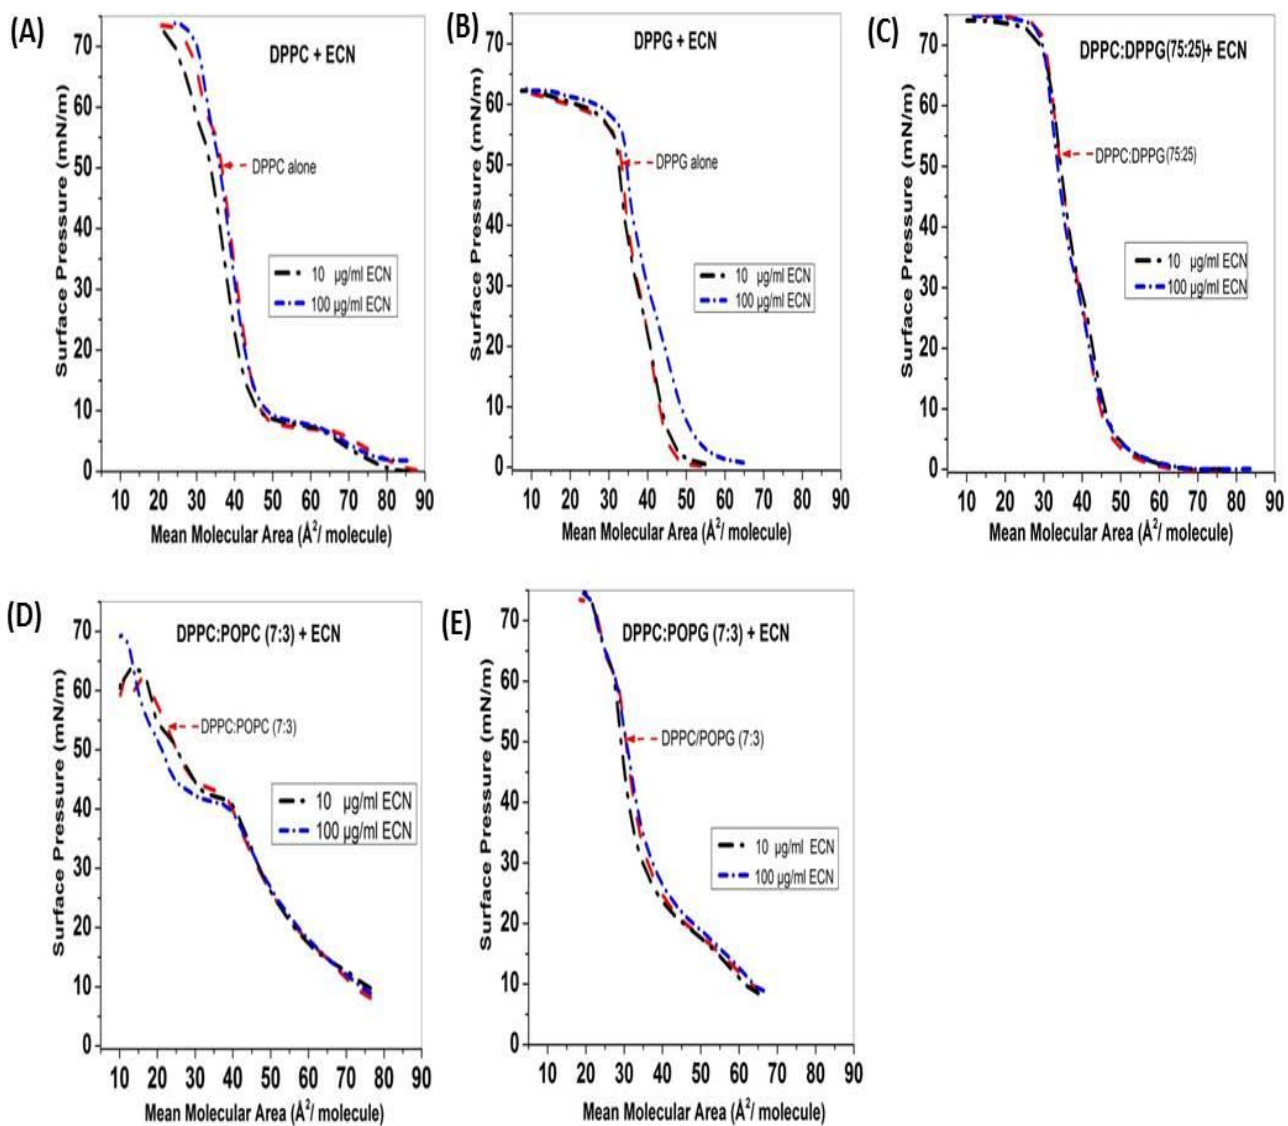 (A)
DPPC + ECN
DPPC alone
10 µg/ml ECN
100 µg/ml ECN
Surface Pressure (mN/m)
70
60
50
40
30
20
10
0
10 20 30 40 50 60 70 80 90
Mean Molecular Area (Å²/ molecule)
(B)
DPPG + ECN
DPPG alone
10 µg/ml ECN
100 µg/ml ECN
Surface Pressure (mN/m)
70
60
50
40
30
20
10
0
10 20 30 40 50 60 70 80 90
Mean Molecular Area (Å²/ molecule)
(C)
DPPC:DPPG(75:25)+ ECN
DPPC:DPPG(75:25)
10 µg/ml ECN
100 µg/ml ECN
Surface Pressure (mN/m)
70
60
50
40
30
20
10
0
10 20 30 40 50 60 70 80 90
Mean Molecular Area (Å²/ molecule)
(D)
DPPC:POPC (7:3) + ECN
DPPC:POPC (7:3)
10 µg/ml ECN
100 µg/ml ECN
Surface Pressure (mN/m)
70
60
50
40
30
20
10
0
10 20 30 40 50 60 70 80 90
Mean Molecular Area (Å²/ molecule)
(E)
DPPC:POPG (7:3) + ECN
DPPC/POPG (7:3)
10 µg/ml ECN
100 µg/ml ECN
Surface Pressure (mN/m)
70
60
50
40
30
20
10
0
10 20 30 40 50 60 70 80 90
Mean Molecular Area (Å²/ molecule)